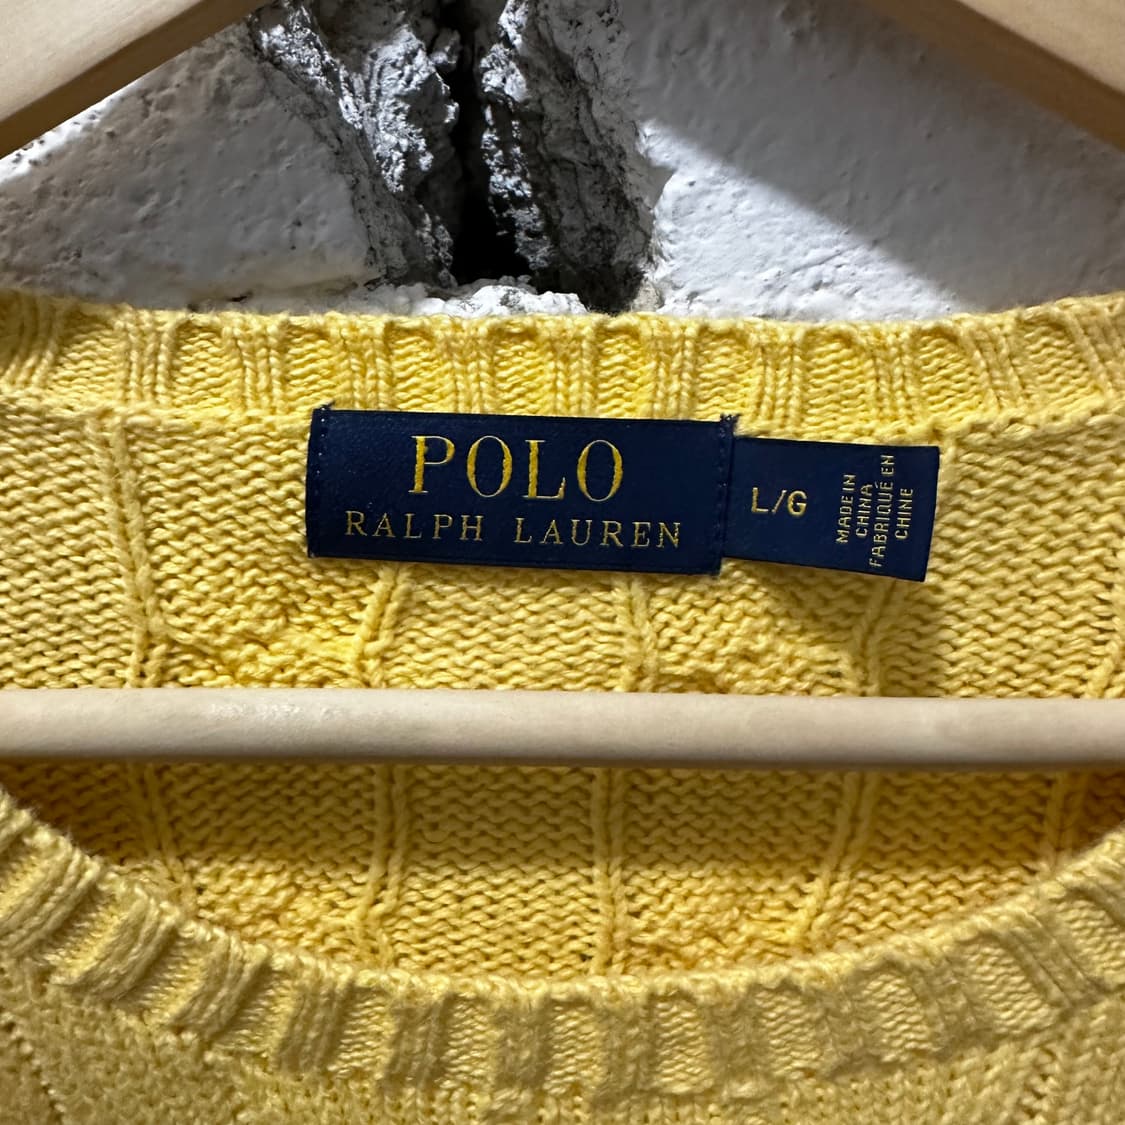 POLO
RALPH LAUREN
L/G
MADE IN
CHINA
FABRIQUÉ EN
CHINE